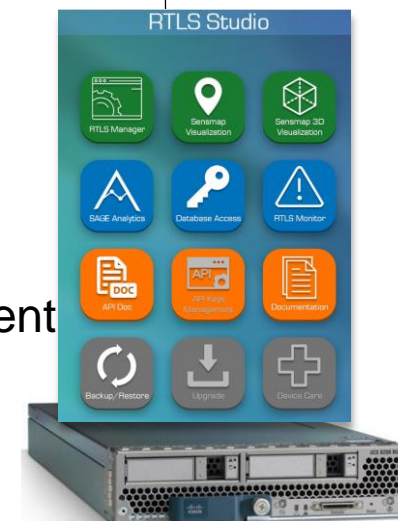 RTLS Studio
RTLS Manager
Sensmap
Visualization
Sensmap 3D
Visualization
SAGE Analytics
Database Access
RTLS Monitor
DOC
API Doc
API
API Keys
Management
Documentation
ent
Backup/Restore
Upgrade
Device Care